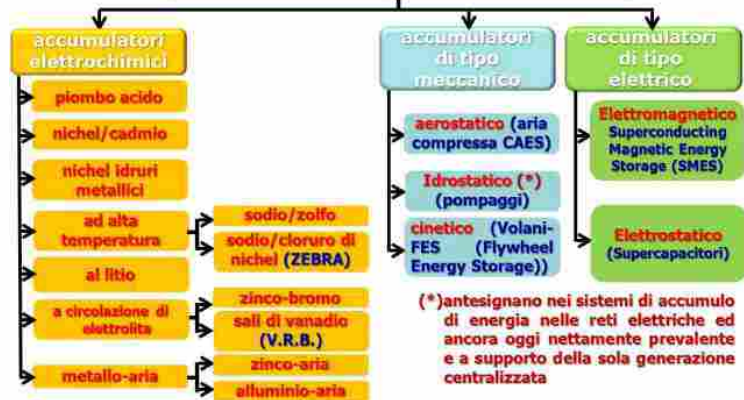 accumulatori
elettrochimici
piombo acido
nichel/cadmio
nichel idruri
metallici
ad alta
temperatura
sodio/zolfo
sodio/cloruro di
nichel (ZEBRA)
al litio
a circolazione di
elettrolita
zinco-bromo
sali di vanadio
(V.R.B.)
metallo-aria
zinco-aria
alluminio-aria
accumulatori
di tipo
meccanico
aerostatico (aria
compressa CAES)
Idrostatico (*)
(pompaggi)
cinetico (Volani-
FES (Flywheel
Energy Storage))
accumulatori
di tipo
elettrico
Elettromagnetico
Superconducting
Magnetic Energy
Storage (SMES)
Elettrostatico
(Supercapacitori)
(*)antesignano nei sistemi di accumulo
di energia nelle reti elettriche ed
ancora oggi nettamente prevalente
e a supporto della sola generazione
centralizzata